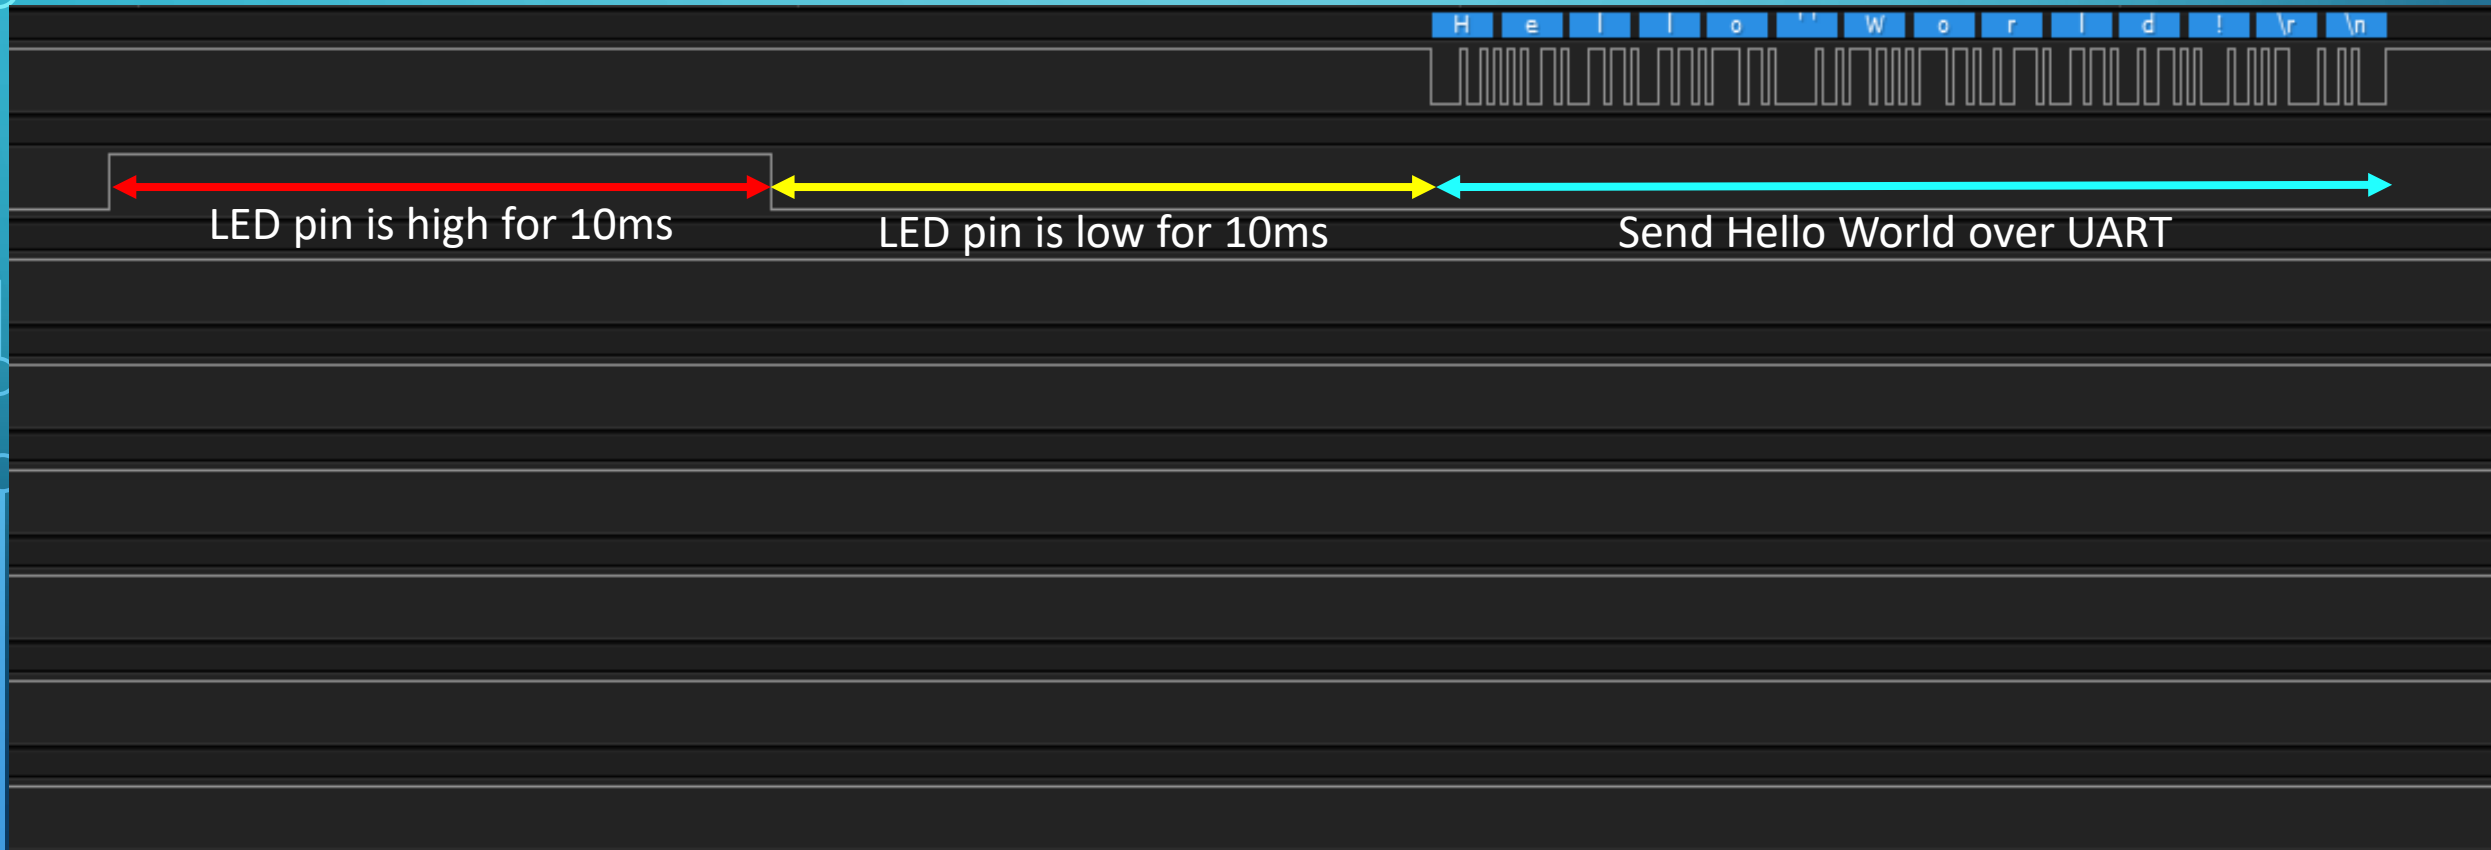 H e l l o ' ' W o r l d ! \r \n
LED pin is high for 10ms
LED pin is low for 10ms
Send Hello World over UART